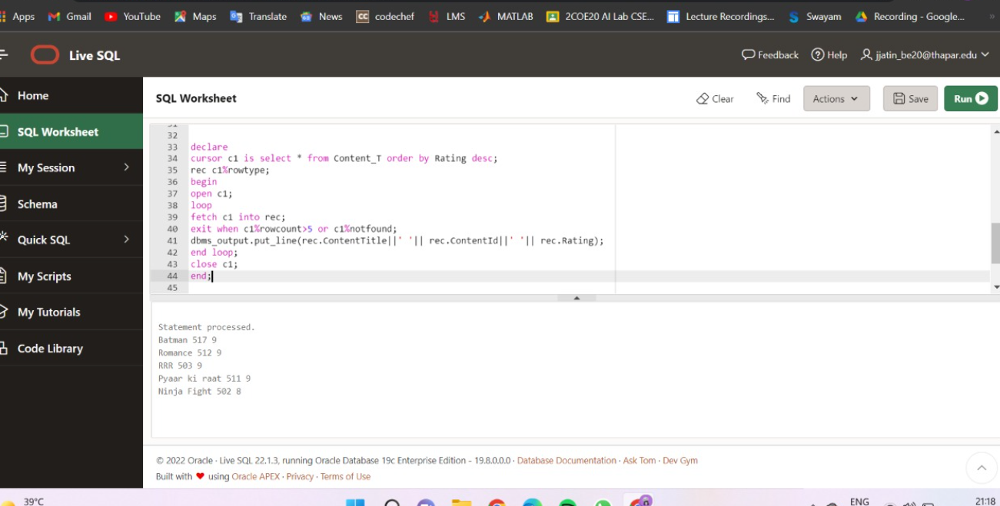 Apps Gmail YouTube Maps Translate News CC codechef LMS MATLAB 2COE20 AI Lab CSE... Lecture Recordings... Swayam Recording - Google... »
Live SQL Feedback Help jjatin_be20@thapar.edu
Home
SQL Worksheet
My Session
Schema
Quick SQL
My Scripts
My Tutorials
Code Library
SQL Worksheet Clear Find Actions Save Run
32
33 declare
34 cursor c1 is select * from Content_T order by Rating desc;
35 rec c1%rowtype;
36 begin
37 open c1;
38 loop
39 fetch c1 into rec;
40 exit when c1%rowcount>5 or c1%notfound;
41 dbms_output.put_line(rec.ContentTitle||' '|| rec.ContentId||' '|| rec.Rating);
42 end loop;
43 close c1;
44 end;
45
Statement processed.
Batman 517 9
Romance 512 9
RRR 503 9
Pyaar ki raat 511 9
Ninja Fight 502 8
© 2022 Oracle · Live SQL 22.1.3, running Oracle Database 19c Enterprise Edition - 19.8.0.0.0 · Database Documentation · Ask Tom · Dev Gym
Built with ❤ using Oracle APEX · Privacy · Terms of Use
39°C ENG 21:18